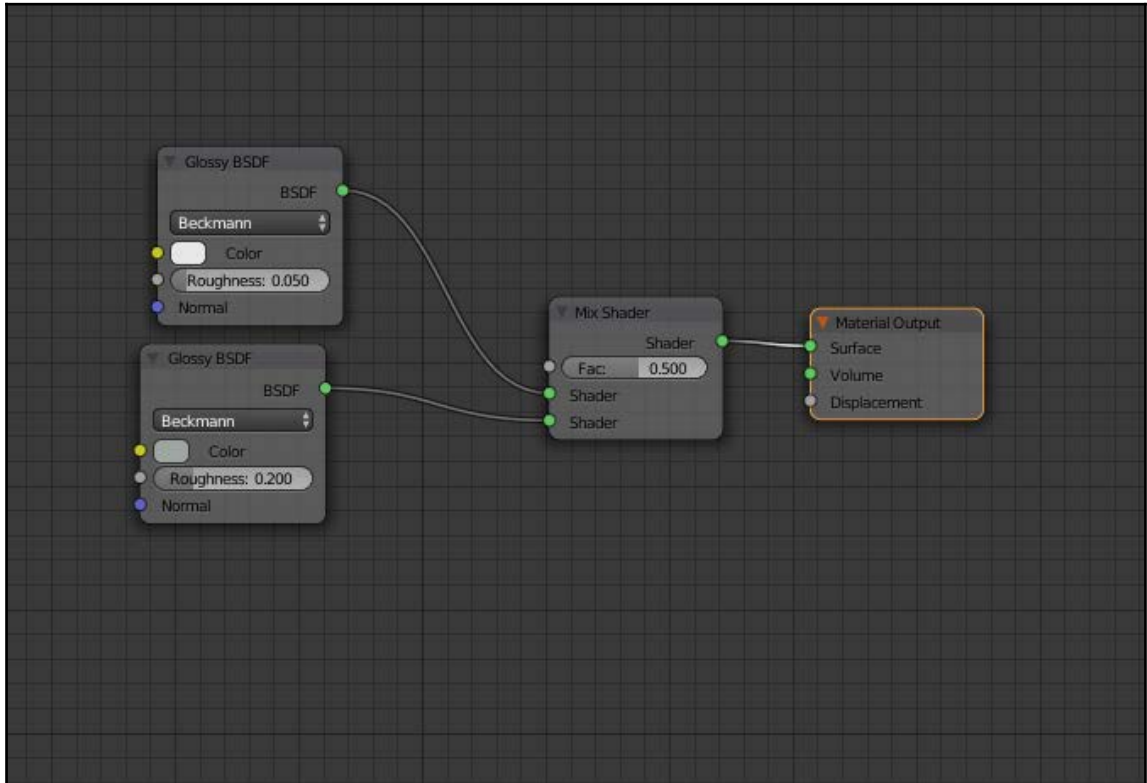 Glossy BSDF
BSDF
Beckmann
Color
Roughness: 0.050
Normal
Glossy BSDF
BSDF
Beckmann
Color
Roughness: 0.200
Normal
Mix Shader
Shader
Fac: 0.500
Shader
Shader
Material Output
Surface
Volume
Displacement